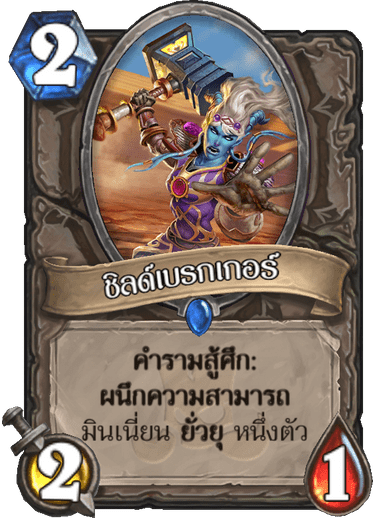 2
ชิลด์เบรกเกอร์
คำรามสู้ศึก:
ผนึกความสามารถ
มินเนี่ยน ยั่วยุ หนึ่งตัว
2
1